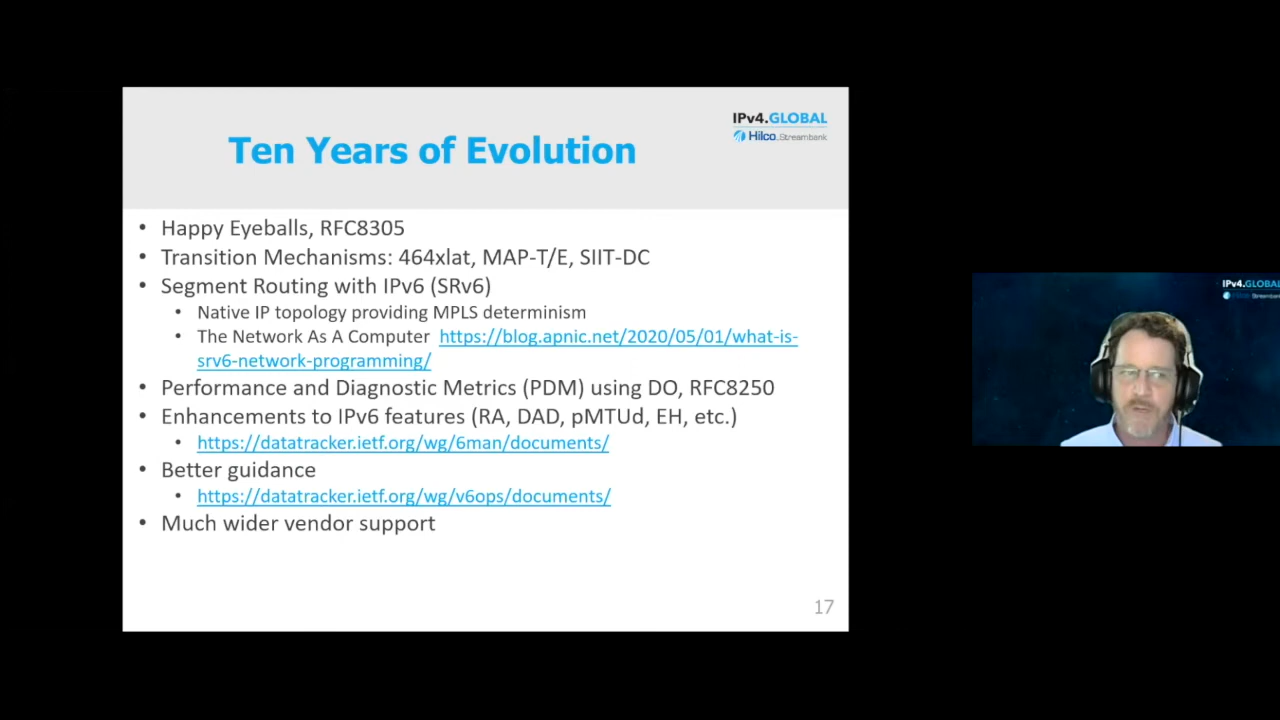 IPv4.GLOBAL
Hilco Streambank
Ten Years of Evolution
• Happy Eyeballs, RFC8305
• Transition Mechanisms: 464xlat, MAP-T/E, SIIT-DC
• Segment Routing with IPv6 (SRv6)
• Native IP topology providing MPLS determinism
• The Network As A Computer https://blog.apnic.net/2020/05/01/what-is-
srv6-network-programming/
• Performance and Diagnostic Metrics (PDM) using DO, RFC8250
• Enhancements to IPv6 features (RA, DAD, pMTUd, EH, etc.)
• https://datatracker.ietf.org/wg/6man/documents/
• Better guidance
• https://datatracker.ietf.org/wg/v6ops/documents/
• Much wider vendor support
17
IPv4.GLOBAL